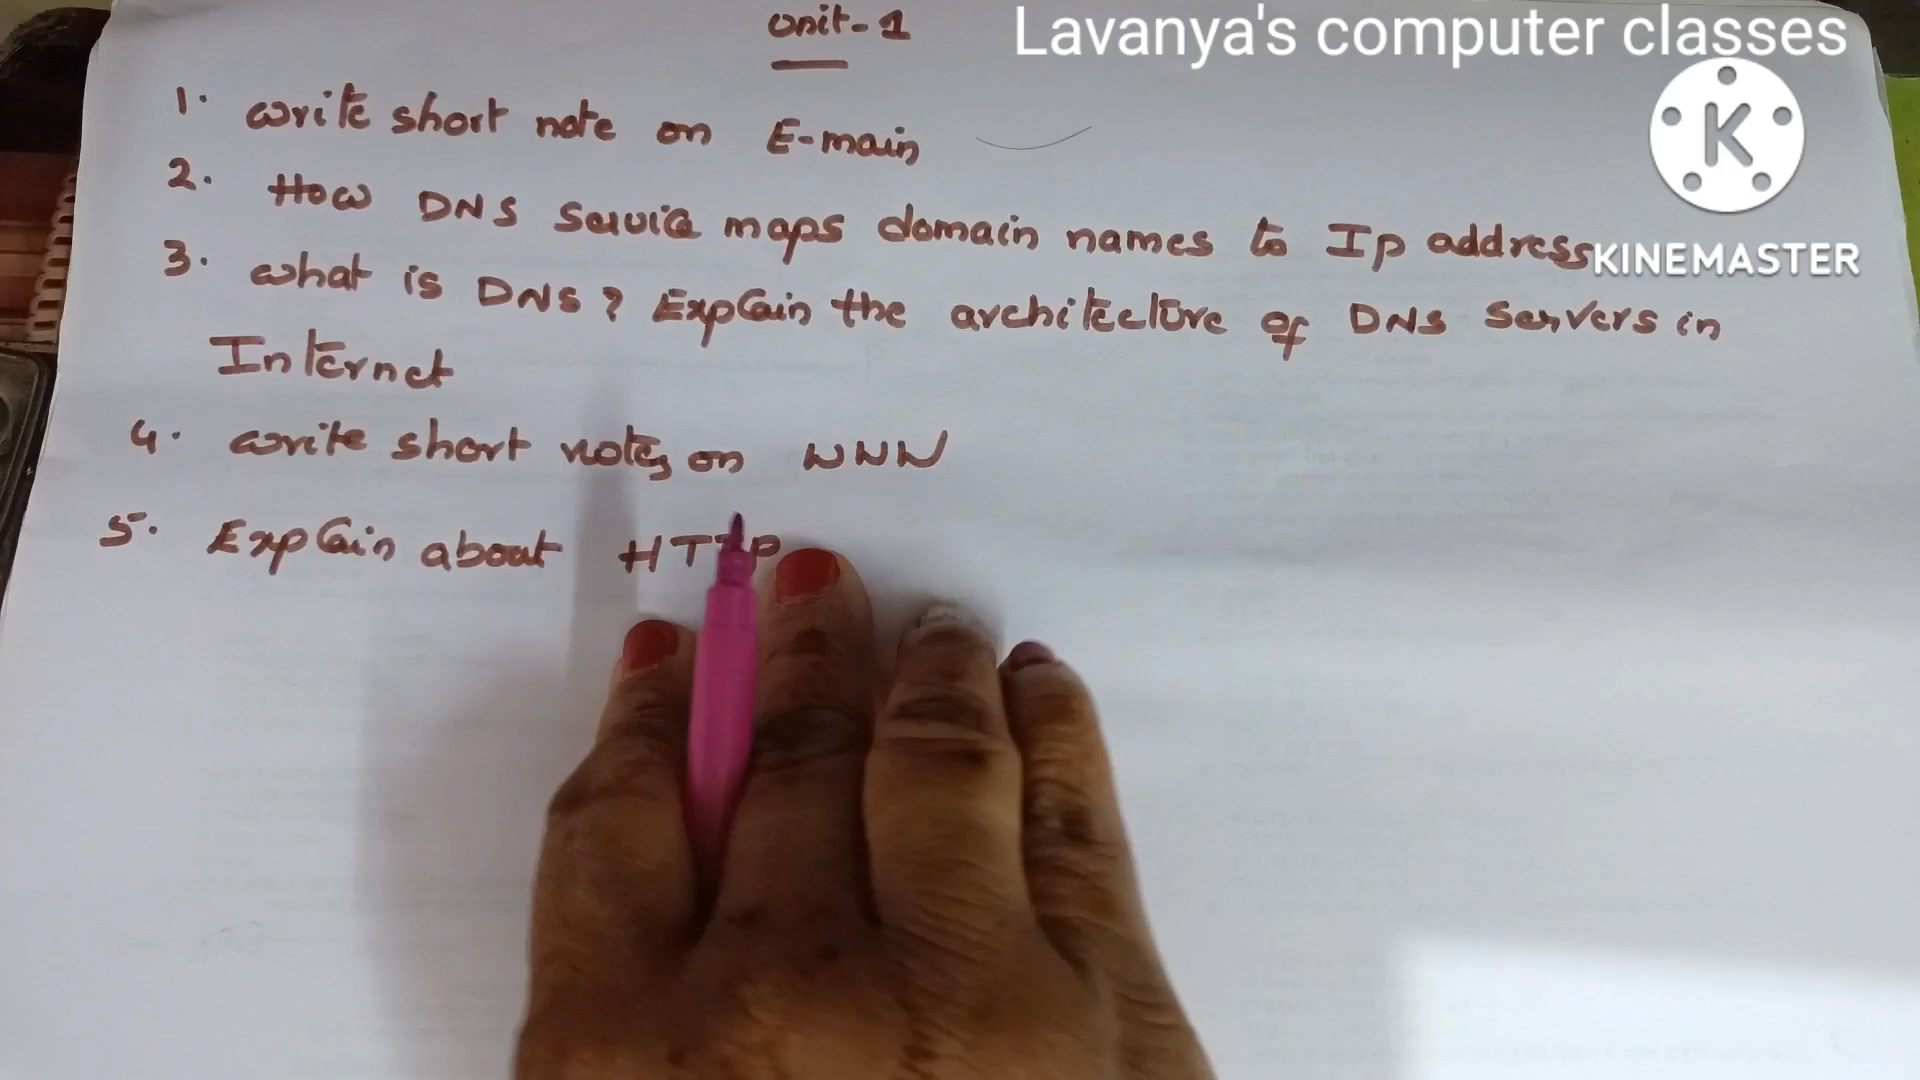 Unit-1
Lavanya's computer classes
1. write short note on E-main
K
2. How DNS Service maps domain names to Ip address
KINEMASTER
3. what is DNS? Explain the architecture of DNS Servers in
Internet
4. write short notes on WWW
5. Explain about HTTP